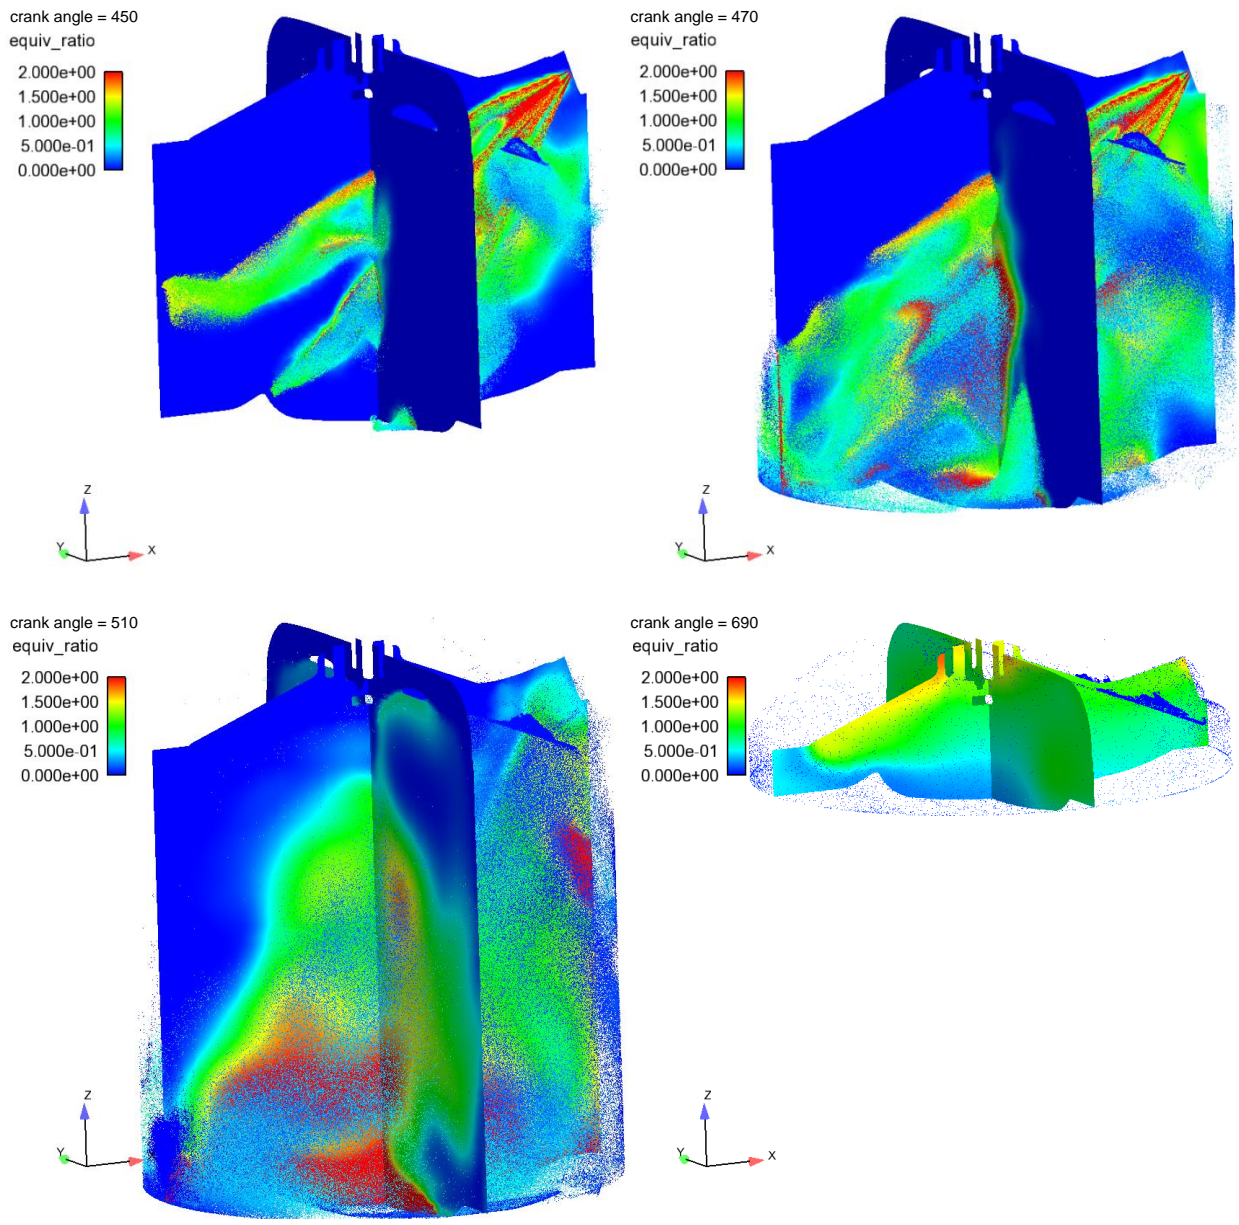 crank angle = 450
equiv_ratio
2.000e+00
1.500e+00
1.000e+00
5.000e-01
0.000e+00
Z
Y
X
crank angle = 470
equiv_ratio
2.000e+00
1.500e+00
1.000e+00
5.000e-01
0.000e+00
Z
Y
X
crank angle = 510
equiv_ratio
2.000e+00
1.500e+00
1.000e+00
5.000e-01
0.000e+00
Z
Y
crank angle = 690
equiv_ratio
2.000e+00
1.500e+00
1.000e+00
5.000e-01
0.000e+00
Z
Y
X